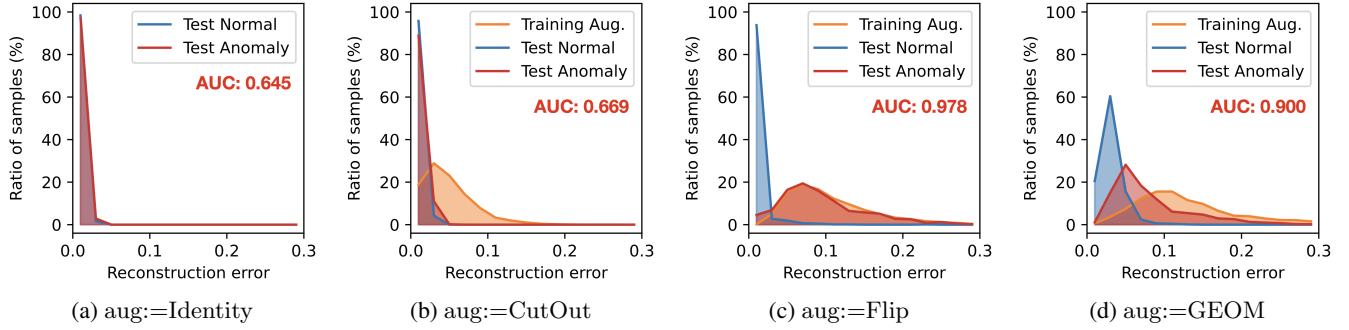 100
80
60
40
20
0
Ratio of samples (%)
Test Normal
Test Anomaly
AUC: 0.645
0.0 0.1 0.2 0.3
Reconstruction error
(a) aug:=Identity
100
80
60
40
20
0
Ratio of samples (%)
Training Aug.
Test Normal
Test Anomaly
AUC: 0.669
0.0 0.1 0.2 0.3
Reconstruction error
(b) aug:=CutOut
100
80
60
40
20
0
Ratio of samples (%)
Training Aug.
Test Normal
Test Anomaly
AUC: 0.978
0.0 0.1 0.2 0.3
Reconstruction error
(c) aug:=Flip
100
80
60
40
20
0
Ratio of samples (%)
Training Aug.
Test Normal
Test Anomaly
AUC: 0.900
0.0 0.1 0.2 0.3
Reconstruction error
(d) aug:=GEOM